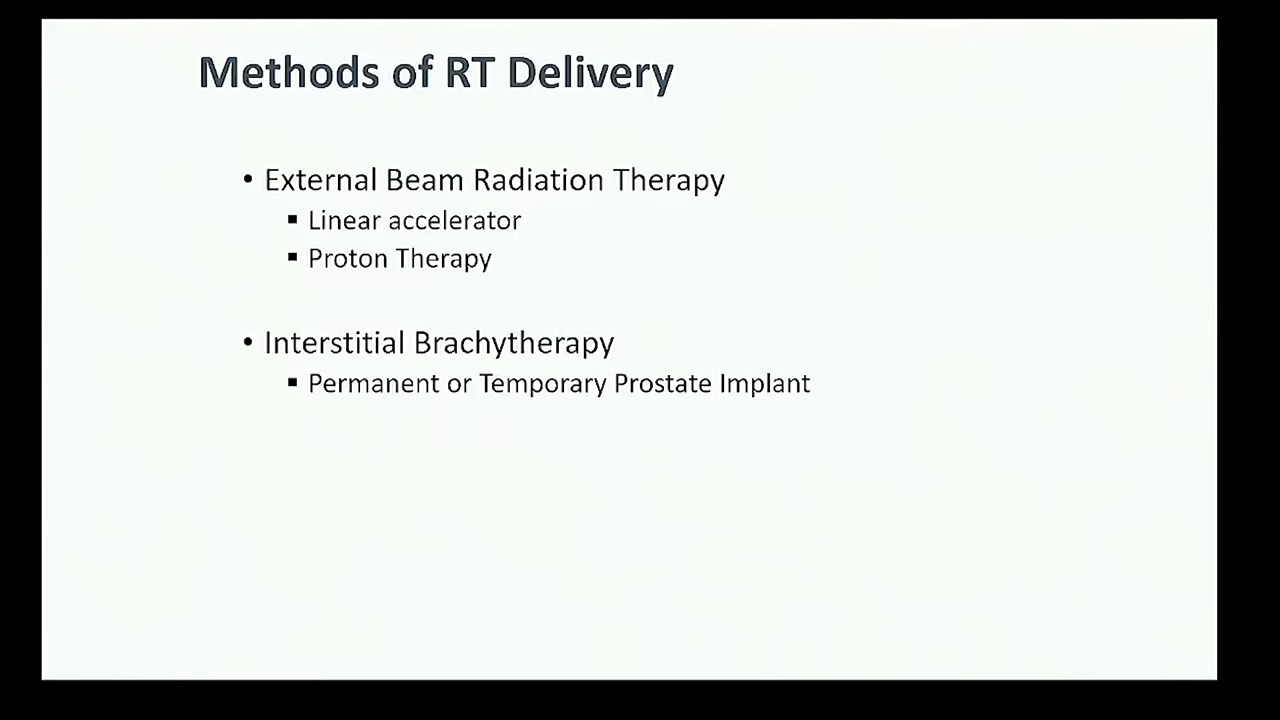 Methods of RT Delivery
• External Beam Radiation Therapy
▪ Linear accelerator
▪ Proton Therapy
• Interstitial Brachytherapy
▪ Permanent or Temporary Prostate Implant